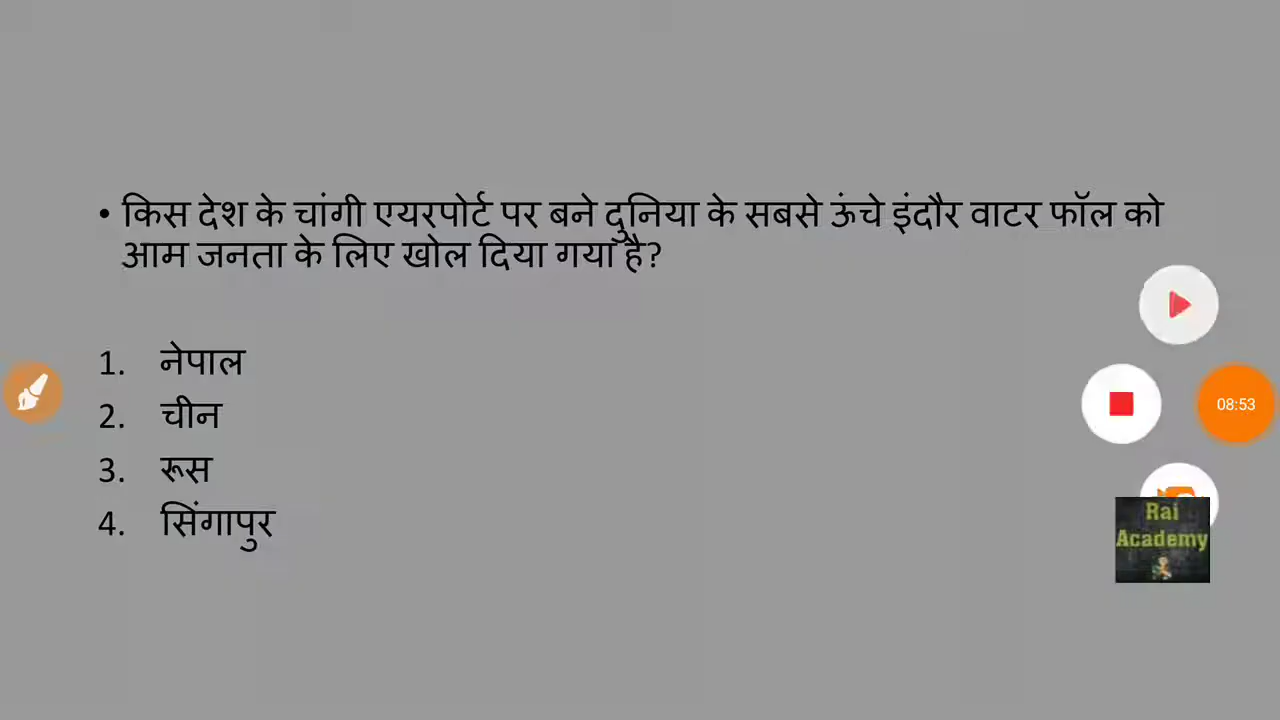 • किस देश के चांगी एयरपोर्ट पर बने दुनिया के सबसे ऊंचे इंदौर वाटर फॉल को
आम जनता के लिए खोल दिया गया है?
1. नेपाल
2. चीन
3. रूस
4. सिंगापुर
08:53
Rai
Academy